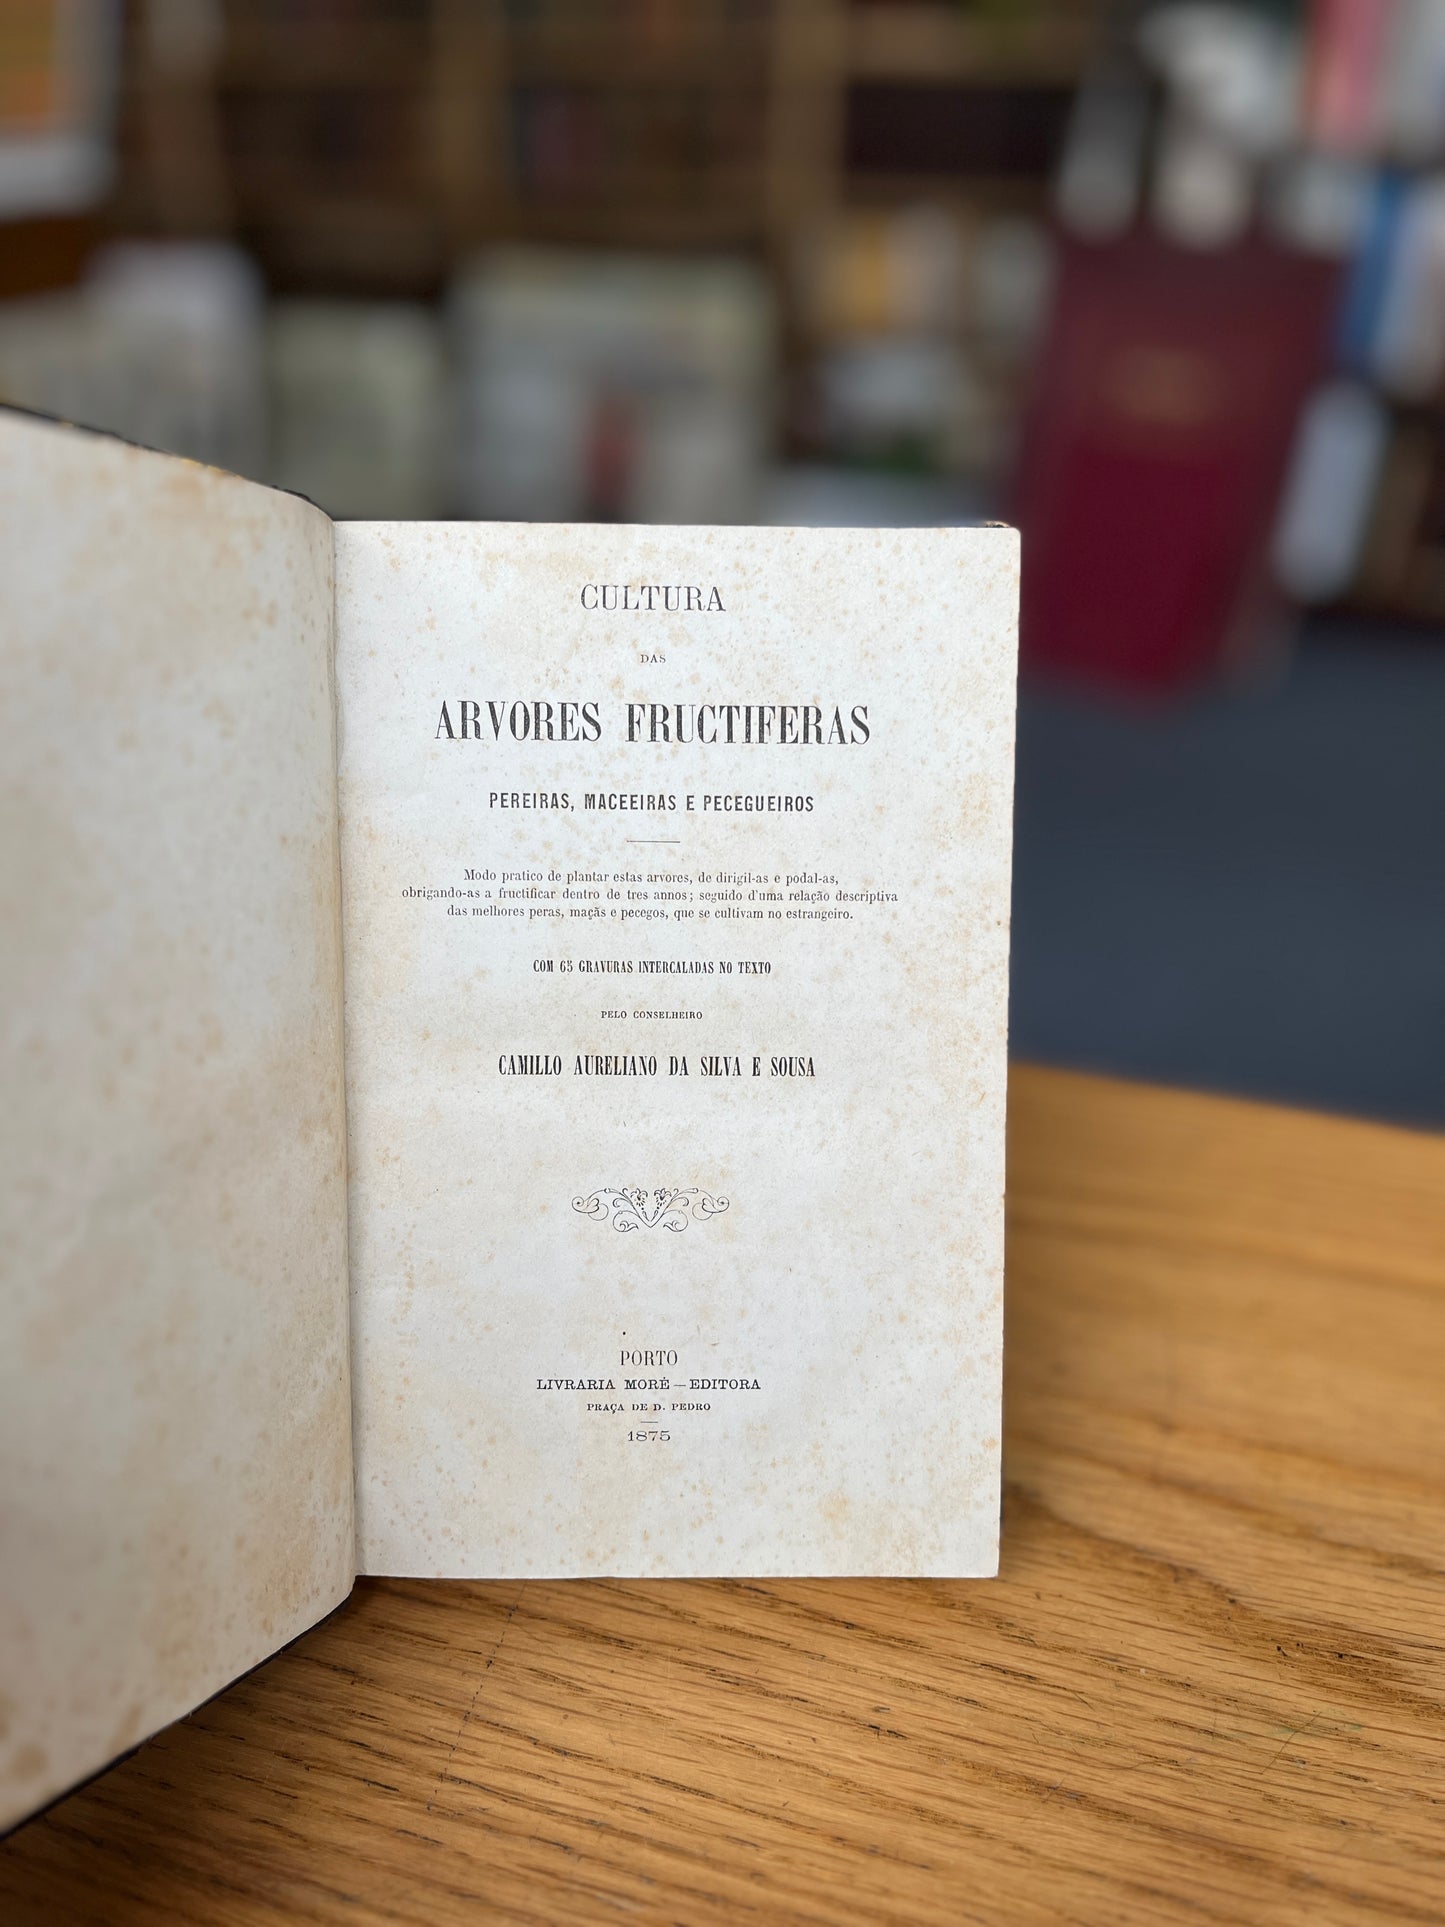 CULTURA
DAS
ARVORES FRUCTIFERAS
PEREIRAS, MACEEIRAS E PECEGUEIROS
Modo pratico de plantar estas arvores, de dirigil-as e podal-as,
obrigando-as a fructificar dentro de tres annos; seguido d'uma relação descriptiva
das melhores peras, maçãs e pecegos, que se cultivam no estrangeiro.
COM 65 GRAVURAS INTERCALADAS NO TEXTO
PELO CONSELHEIRO
CAMILLO AURELIANO DA SILVA E SOUSA
PORTO
LIVRARIA MORÉ — EDITORA
PRAÇA DE D. PEDRO
1875